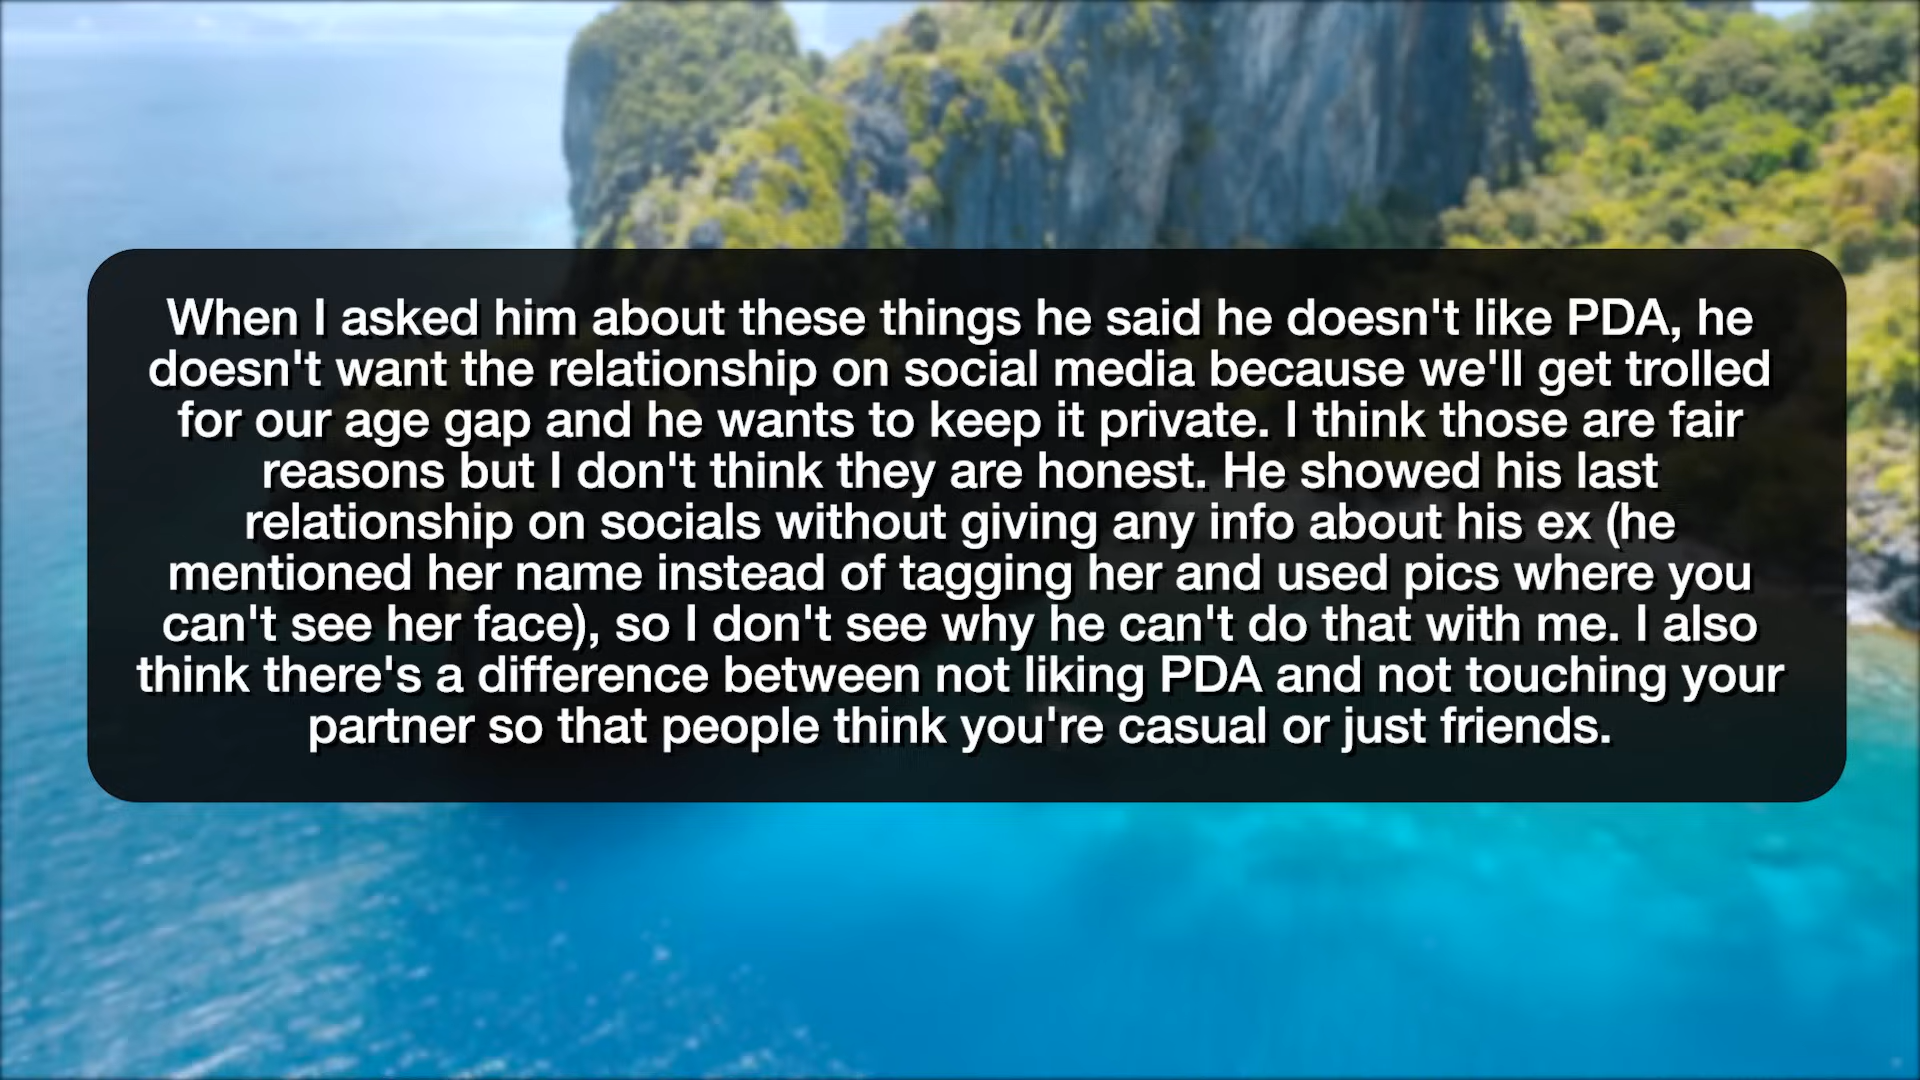 When I asked him about these things he said he doesn't like PDA, he
doesn't want the relationship on social media because we'll get trolled
for our age gap and he wants to keep it private. I think those are fair
reasons but I don't think they are honest. He showed his last
relationship on socials without giving any info about his ex (he
mentioned her name instead of tagging her and used pics where you
can't see her face), so I don't see why he can't do that with me. I also
think there's a difference between not liking PDA and not touching your
partner so that people think you're casual or just friends.